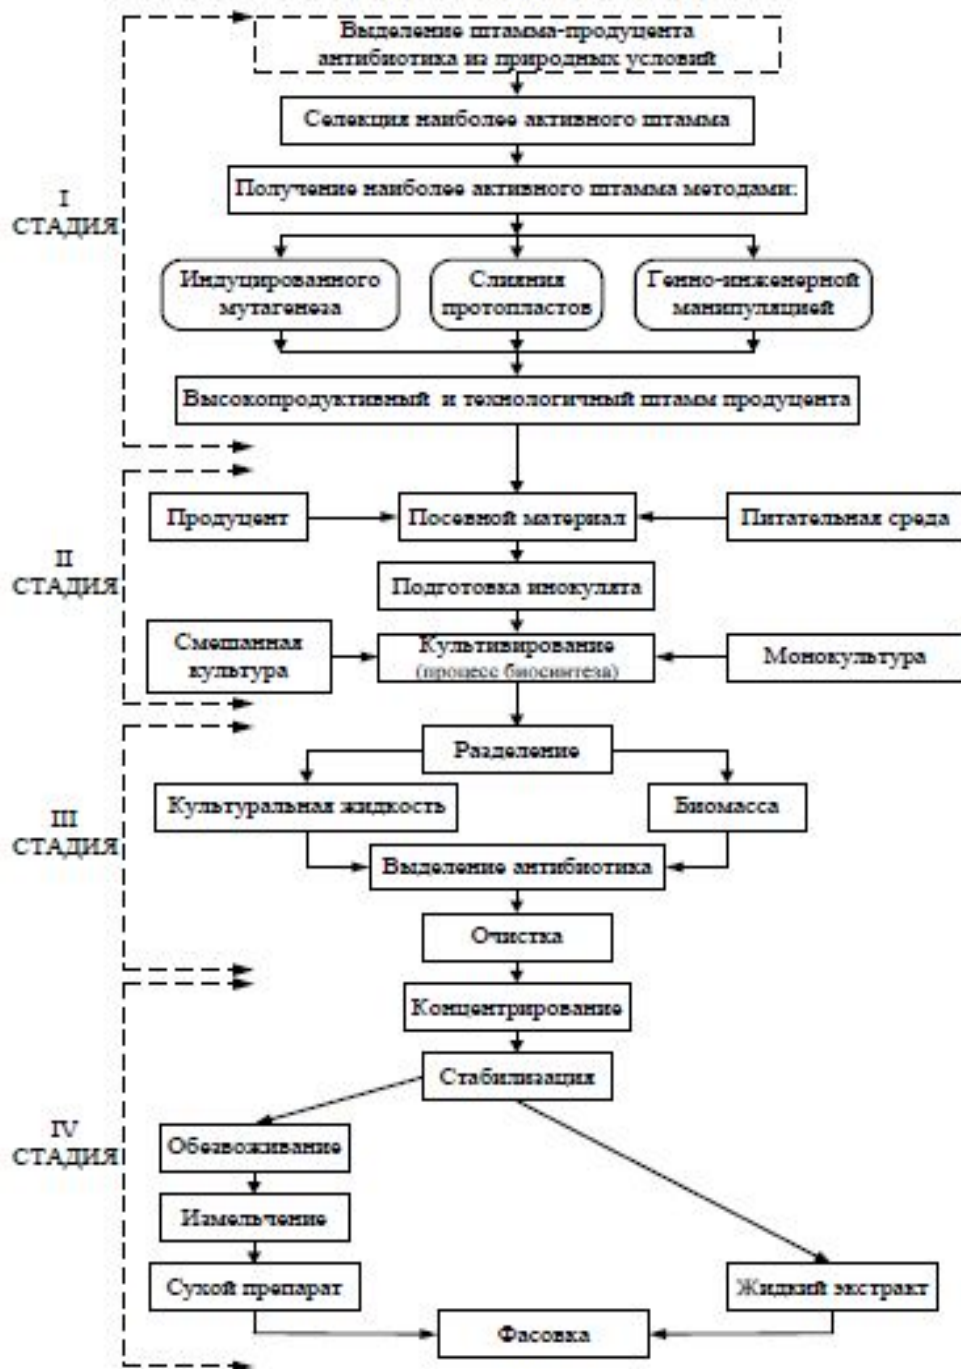 Выделение штамма-продуцента
антибиотика из природных условий
Селекция наиболее активного штамма
Получение наиболее активного штамма методами:
I
СТАДИЯ
Индуцированного
мутагенеза
Слияния
протопластов
Генно-инженерной
манипуляцией
Высокопродуктивный и технологичный штамм продуцента
Продуцент
Посевной материал
Питательная среда
II
СТАДИЯ
Подготовка инокулята
Смешанная
культура
Культивирование
(процесс биосинтеза)
Монокультура
Разделение
III
СТАДИЯ
Культуральная жидкость
Биомасса
Выделение антибиотика
Очистка
Концентрирование
Стабилизация
IV
СТАДИЯ
Обезвоживание
Измельчение
Сухой препарат
Жидкий экстракт
Фасовка